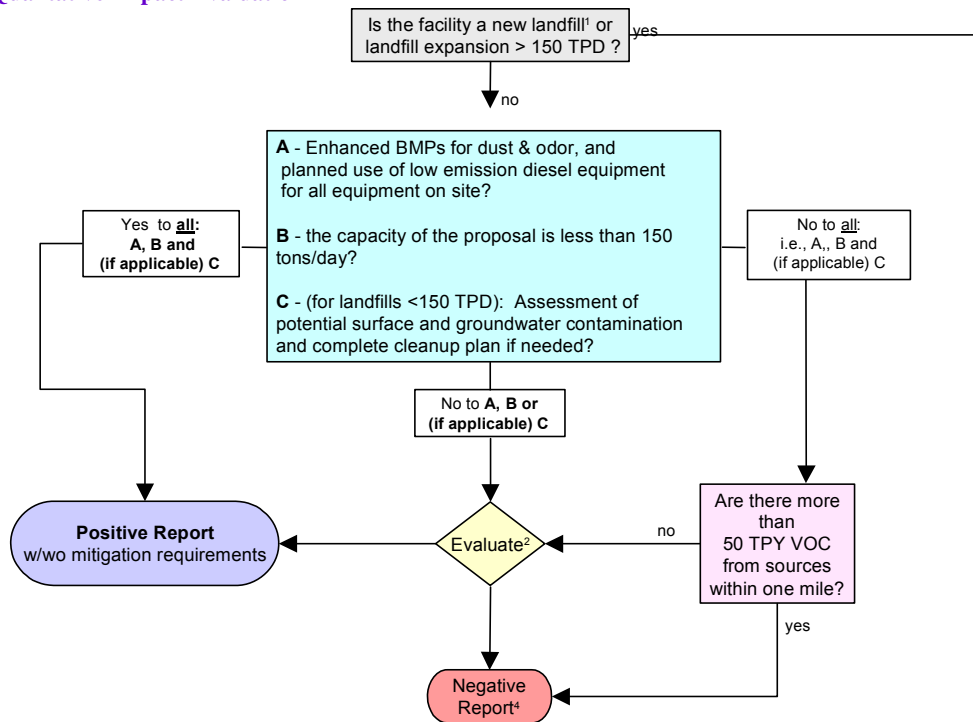 Is the facility a new landfill¹ or
landfill expansion > 150 TPD ?
yes
no
A - Enhanced BMPs for dust & odor, and
planned use of low emission diesel equipment
for all equipment on site?
B - the capacity of the proposal is less than 150
tons/day?
C - (for landfills <150 TPD): Assessment of
potential surface and groundwater contamination
and complete cleanup plan if needed?
Yes to all:
A, B and
(if applicable) C
No to all:
i.e., A,, B and
(if applicable) C
No to A, B or
(if applicable) C
Positive Report
w/wo mitigation requirements
Evaluate²
no
Are there more
than
50 TPY VOC
from sources
within one mile?
yes
Negative
Report⁴